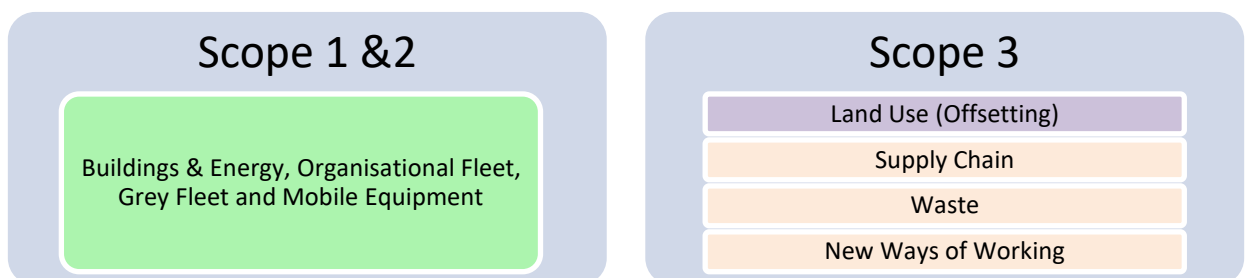 Scope 1 &2
Buildings & Energy, Organisational Fleet,
Grey Fleet and Mobile Equipment
Scope 3
Land Use (Offsetting)
Supply Chain
Waste
New Ways of Working